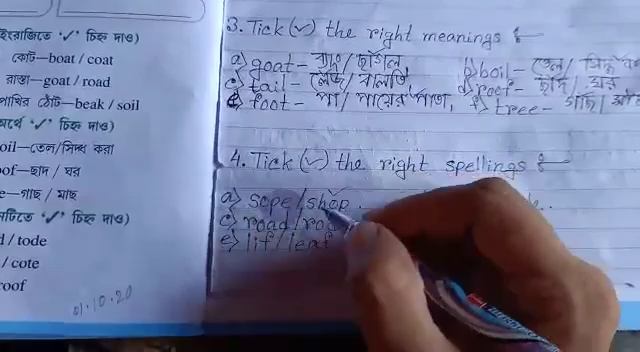 ইংরাজিতে '✓' চিহ্ন দাও)
কোট—boat / coat
রাস্তা—goat / road
পাখির ঠোঁট—beak / soil
অর্থে '✓' চিহ্ন দাও)
oil—তেল/সিদ্ধ করা
oof—ছাদ / ঘর
e—গাছ / মাছ
টিতে '✓' চিহ্ন দাও)
d / tode
/ cote
roof
01.10.20
3. Tick (✓) the right meanings :-
a) goat - ব্যাঙ/ ছাগল
b) boil - তেল/
c) tail - লেজ/ বালতি
d) roof - ছাদ/ ঘর
e) foot - পা/ পায়ের পাতা,
f) tree - গাছ/
4. Tick (✓) the right spellings :-
a) sope/shop.
c) road/
e) lif/leaf